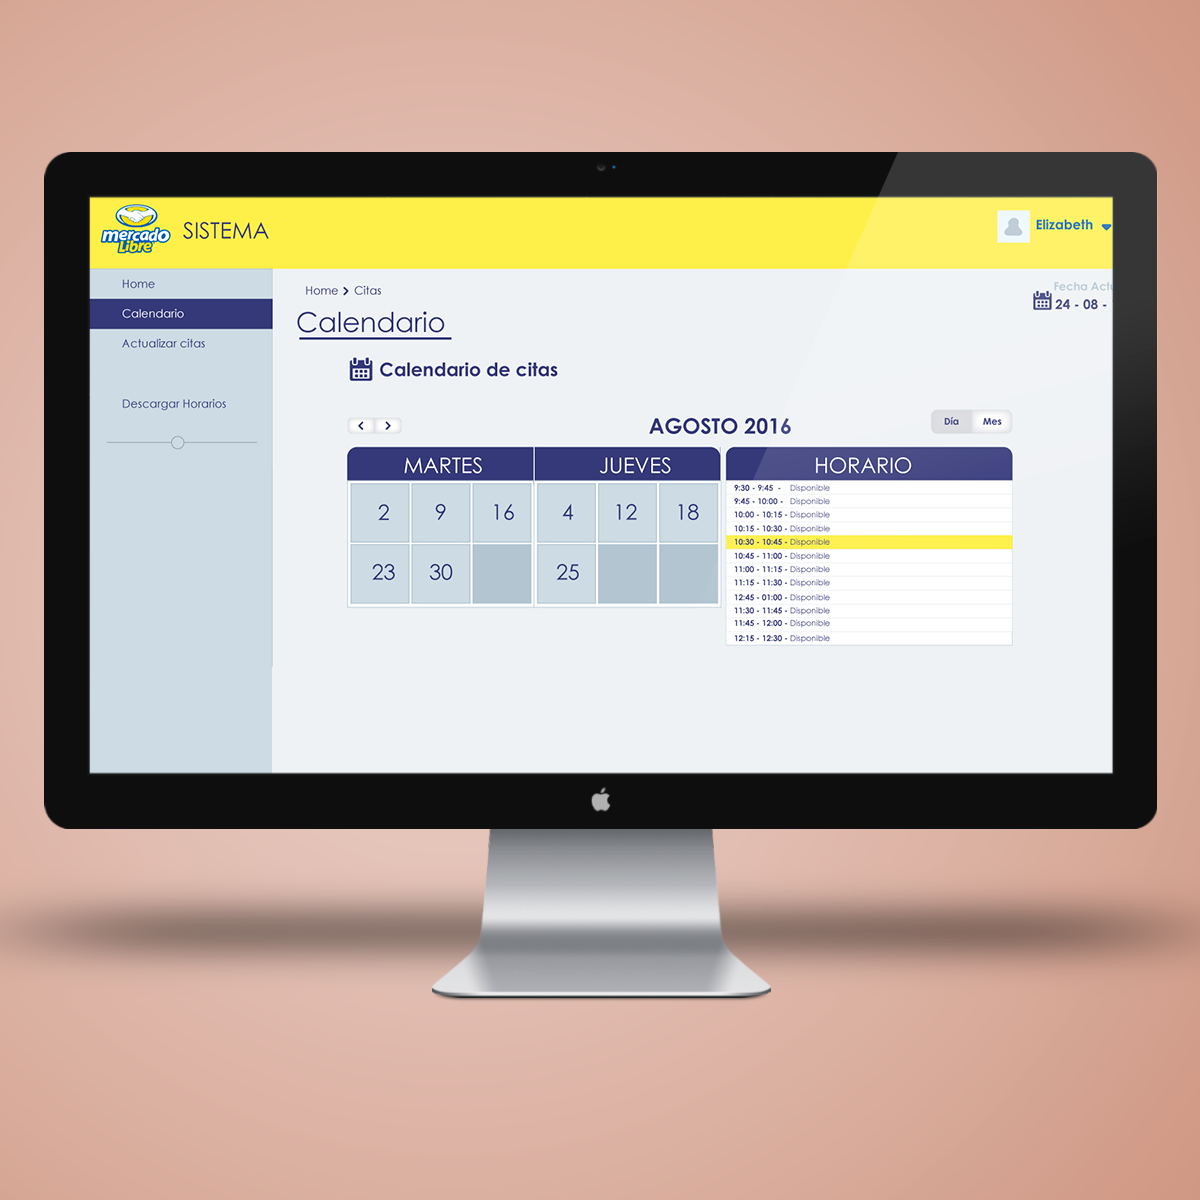 mercado
Libre
SISTEMA
Elizabeth
Home
Calendario
Actualizar citas
Descargar Horarios
Home > Citas
Fecha Act
24 - 08 -
Calendario
Calendario de citas
< >
AGOSTO 2016
Día Mes
MARTES JUEVES HORARIO
2 9 16 4 12 18
23 30 25
9:30 - 9:45 - Disponible
9:45 - 10:00 - Disponible
10:00 - 10:15 - Disponible
10:15 - 10:30 - Disponible
10:30 - 10:45 - Disponible
10:45 - 11:00 - Disponible
11:00 - 11:15 - Disponible
11:15 - 11:30 - Disponible
12:45 - 01:00 - Disponible
11:30 - 11:45 - Disponible
11:45 - 12:00 - Disponible
12:15 - 12:30 - Disponible